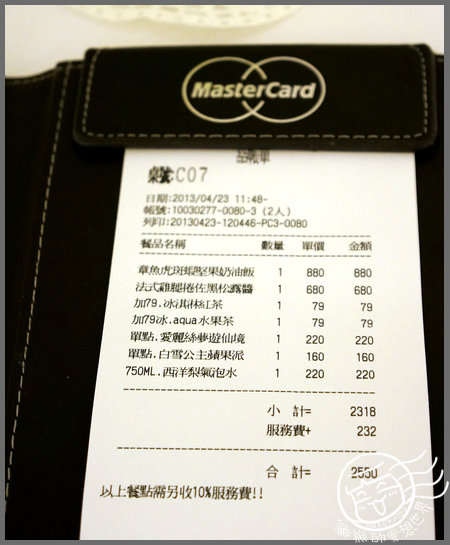 MasterCard
品帳單
桌號C07
日期:2013/04/23 11:48-
帳號:10030277-0080-3 (2人)
列印:20130423-120446-PC3-0080
餐品名稱 數量 單價 金額
章魚虎斑蝦堅果奶油飯 1 880 880
法式雞腿捲佐黑松露醬 1 680 680
加79.冰淇淋紅茶 1 79 79
加79冰.aqua水果茶 1 79 79
單點.愛麗絲夢遊仙境 1 220 220
單點.白雪公主蘋果派 1 160 160
750ML.西洋梨氣泡水 1 220 220
小 計= 2318
服務費+ 232
合 計= 2550
以上餐點需另收10%服務費!!